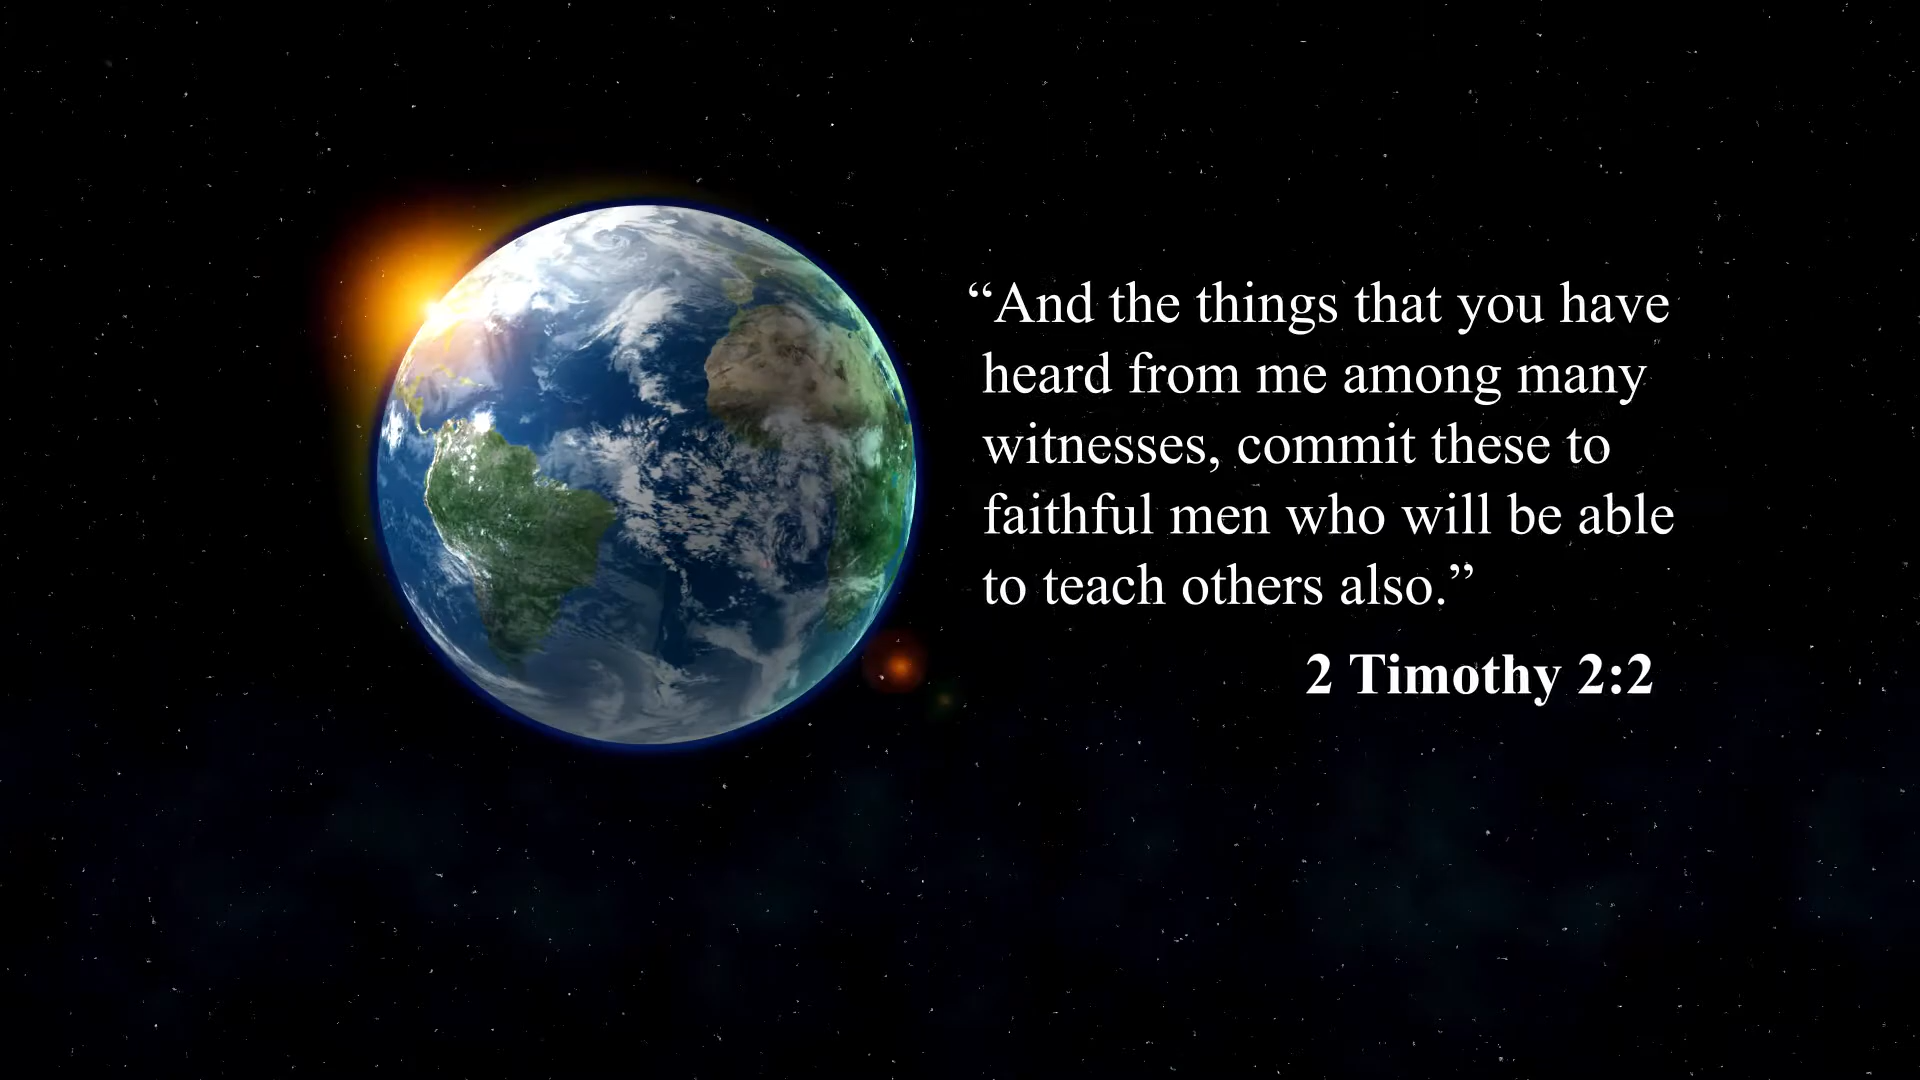 “And the things that you have
heard from me among many
witnesses, commit these to
faithful men who will be able
to teach others also.”
2 Timothy 2:2